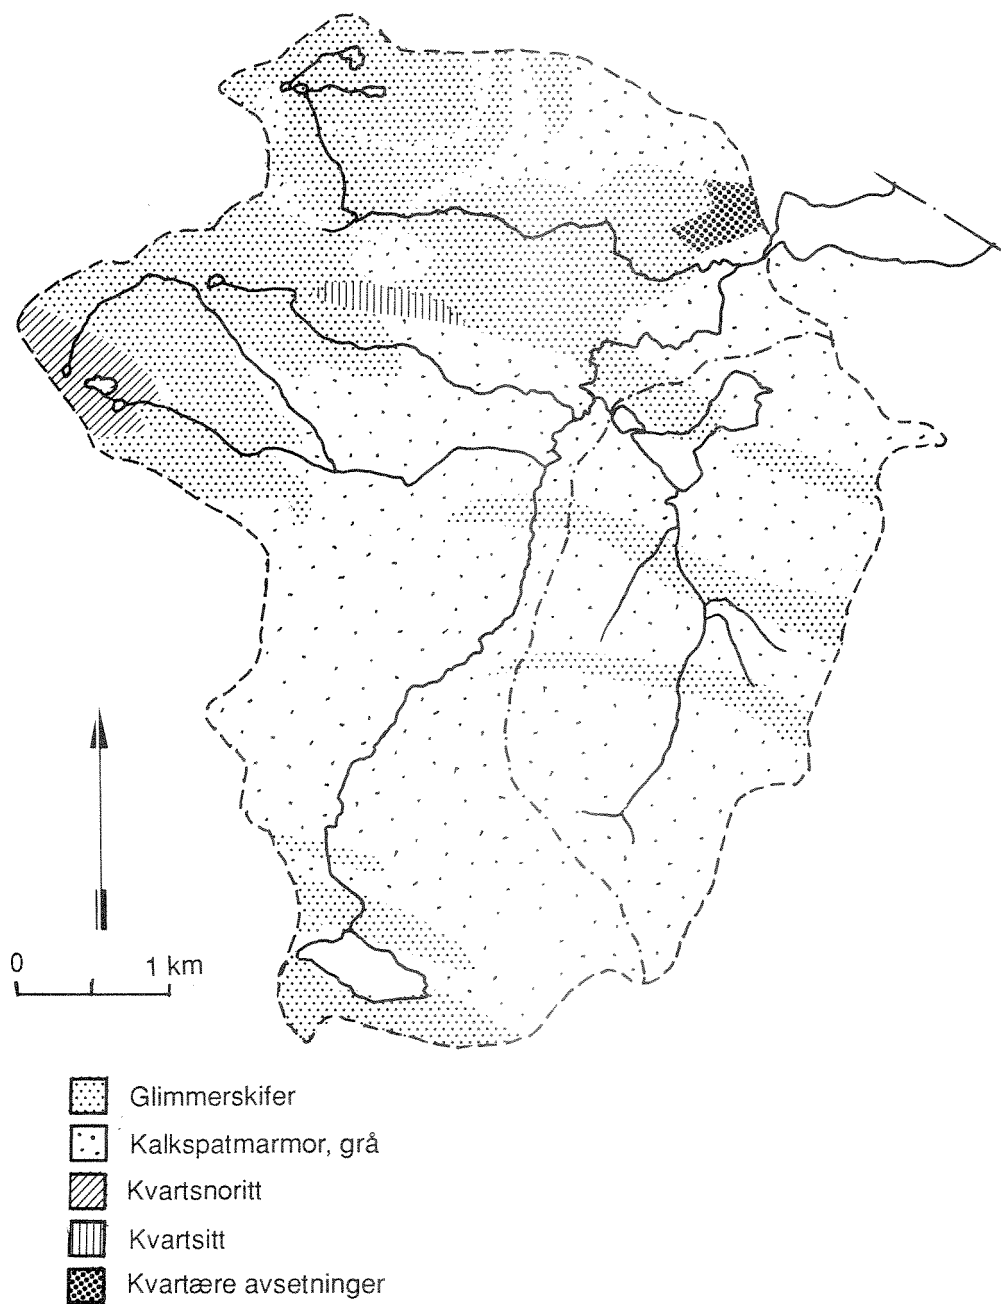 0 1 km
Glimmerskifer
Kalkspatmarmor, grå
Kvartsnoritt
Kvartsitt
Kvartære avsetninger